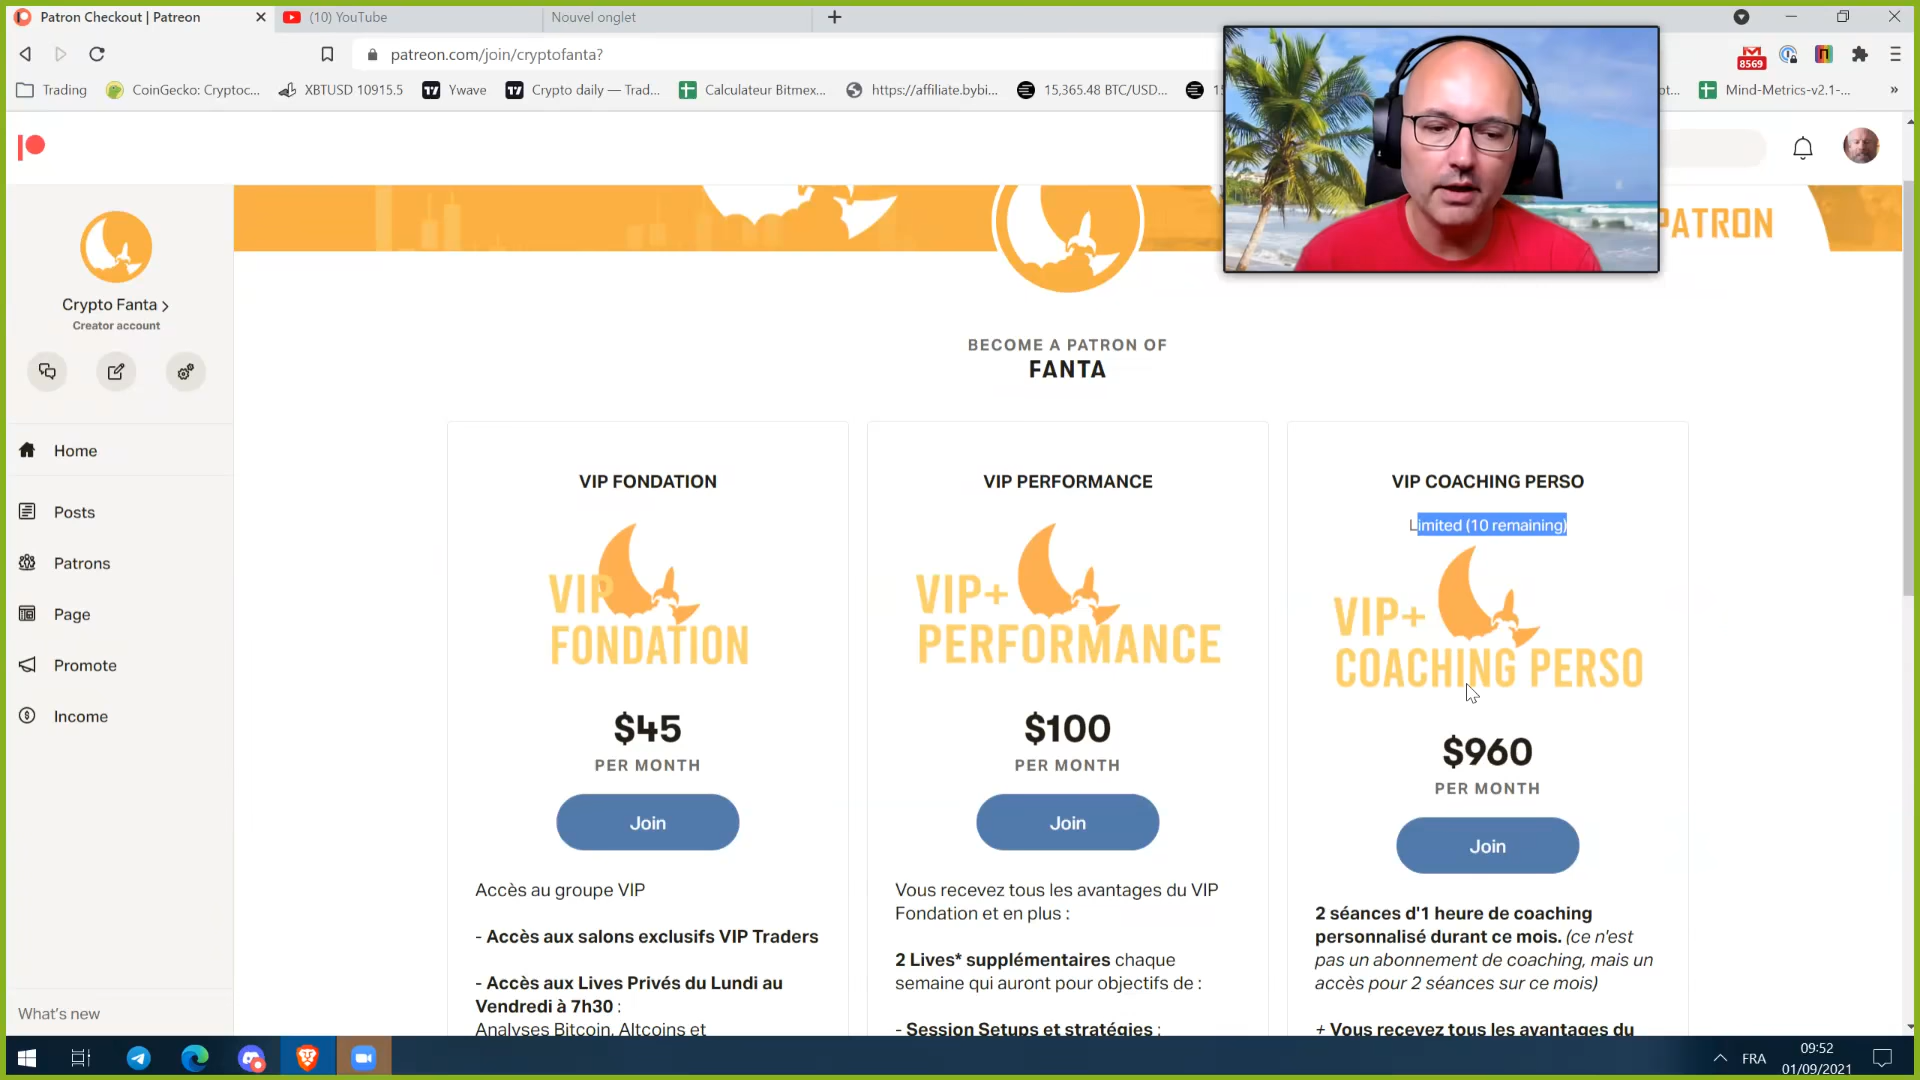 Patron Checkout | Patreon
(10) YouTube
Nouvel onglet
patreon.com/join/cryptofanta?
8569
Trading
CoinGecko: Cryptoc...
XBTUSD 10915.5
Ywave
Crypto daily — Trad...
Calculateur Bitmex...
https://affiliate.bybi...
15,365.48 BTC/USD...
ot...
Mind-Metrics-v2.1-...
»
PATRON
Crypto Fanta
Creator account
Home
Posts
Patrons
Page
Promote
Income
What's new
BECOME A PATRON OF
FANTA
VIP FONDATION
VIP
FONDATION
$45
PER MONTH
Join
Accès au groupe VIP
- Accès aux salons exclusifs VIP Traders
- Accès aux Lives Privés du Lundi au
Vendredi à 7h30 :
Analyses Bitcoin, Altcoins et
VIP PERFORMANCE
VIP+
PERFORMANCE
$100
PER MONTH
Join
Vous recevez tous les avantages du VIP
Fondation et en plus :
2 Lives* supplémentaires chaque
semaine qui auront pour objectifs de :
- Session Setups et stratégies :
VIP COACHING PERSO
Limited (10 remaining)
VIP+
COACHING PERSO
$960
PER MONTH
Join
2 séances d'1 heure de coaching
personnalisé durant ce mois. (ce n'est
pas un abonnement de coaching, mais un
accès pour 2 séances sur ce mois)
+ Vous recevez tous les avantages du
FRA
09:52
01/09/2021